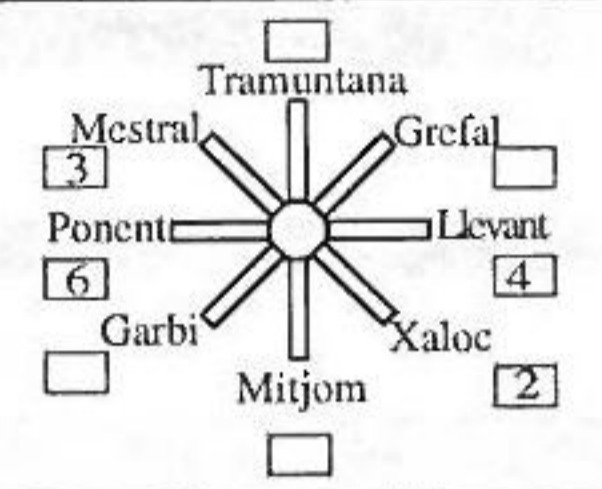 Tramuntana
Mestral Grefal
3
Ponent Llevant
6 4
Garbi Xaloc
Mitjom 2